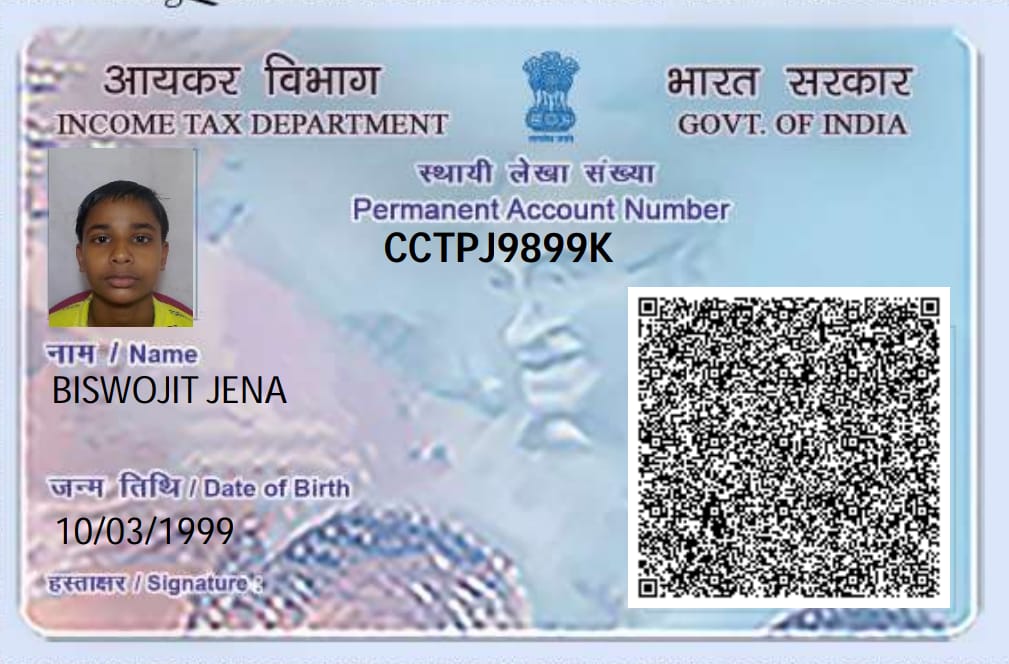 आयकर विभाग
INCOME TAX DEPARTMENT
भारत सरकार
GOVT. OF INDIA
स्थायी लेखा संख्या
Permanent Account Number
CCTPJ9899K
नाम / Name
BISWOJIT JENA
जन्म तिथि / Date of Birth
10/03/1999
हस्ताक्षर / Signature :